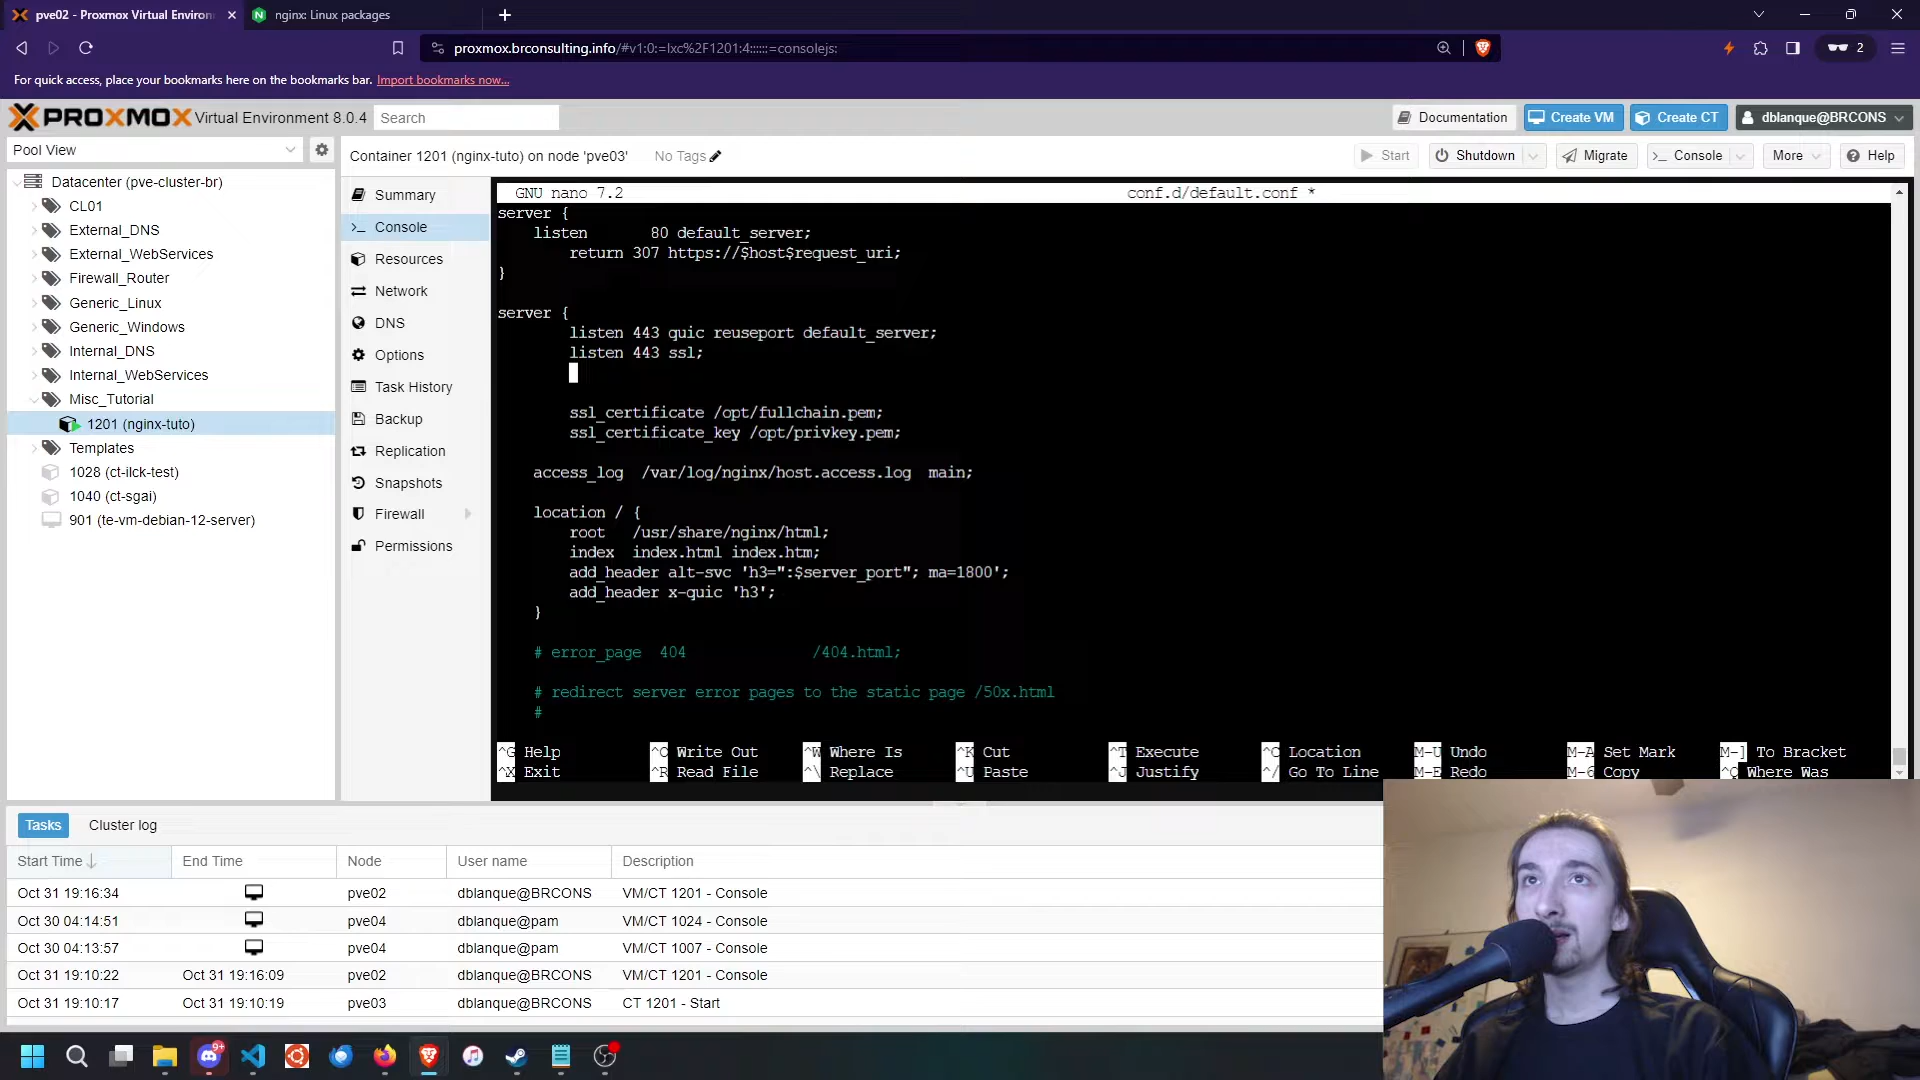 pve02 - Proxmox Virtual Environ
nginx: Linux packages
proxmox.brconsulting.info/#v1:0:=lxc%2F1201:4::::::=consolejs:
2
For quick access, place your bookmarks here on the bookmarks bar. Import bookmarks now...
PROXMOX Virtual Environment 8.0.4
Search
Documentation
Create VM
Create CT
dblanque@BRCONS
Pool View
Container 1201 (nginx-tuto) on node 'pve03'
No Tags
Start
Shutdown
Migrate
Console
More
Help
Datacenter (pve-cluster-br)
CL01
External_DNS
External_WebServices
Firewall_Router
Generic_Linux
Generic_Windows
Internal_DNS
Internal_WebServices
Misc_Tutorial
1201 (nginx-tuto)
Templates
1028 (ct-ilck-test)
1040 (ct-sgai)
901 (te-vm-debian-12-server)
Summary
Console
Resources
Network
DNS
Options
Task History
Backup
Replication
Snapshots
Firewall
Permissions
GNU nano 7.2 conf.d/default.conf *
server {
listen 80 default_server;
return 307 https://$host$request_uri;
}
server {
listen 443 quic reuseport default_server;
listen 443 ssl;
ssl_certificate /opt/fullchain.pem;
ssl_certificate_key /opt/privkey.pem;
access_log /var/log/nginx/host.access.log main;
location / {
root /usr/share/nginx/html;
index index.html index.htm;
add_header alt-svc 'h3=":$server_port"; ma=1800';
add_header x-quic 'h3';
}
# error_page 404 /404.html;
# redirect server error pages to the static page /50x.html
#
^G Help ^O Write Out ^W Where Is ^K Cut ^T Execute ^C Location M-U Undo M-A Set Mark M-] To Bracket
^X Exit ^R Read File ^\ Replace ^U Paste ^J Justify ^/ Go To Line M-E Redo M-6 Copy ^Q Where Was
Tasks
Cluster log
Start Time End Time Node User name Description
Oct 31 19:16:34 pve02 dblanque@BRCONS VM/CT 1201 - Console
Oct 30 04:14:51 pve04 dblanque@pam VM/CT 1024 - Console
Oct 30 04:13:57 pve04 dblanque@pam VM/CT 1007 - Console
Oct 31 19:10:22 Oct 31 19:16:09 pve02 dblanque@BRCONS VM/CT 1201 - Console
Oct 31 19:10:17 Oct 31 19:10:19 pve03 dblanque@BRCONS CT 1201 - Start
9+